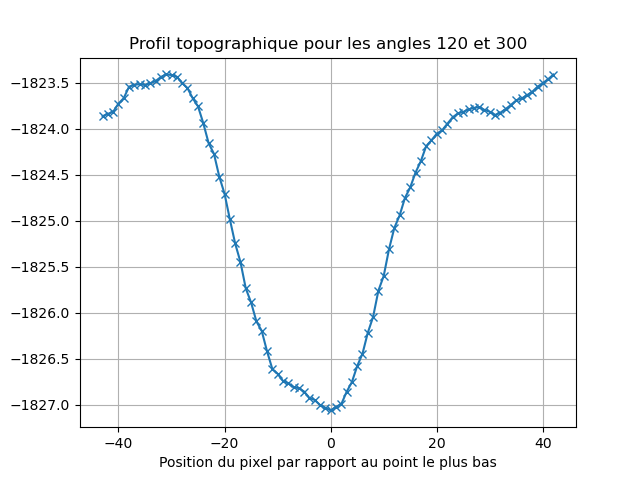 Profil topographique pour les angles 120 et 300
−1823.5
−1824.0
−1824.5
−1825.0
−1825.5
−1826.0
−1826.5
−1827.0
−40 −20 0 20 40
Position du pixel par rapport au point le plus bas